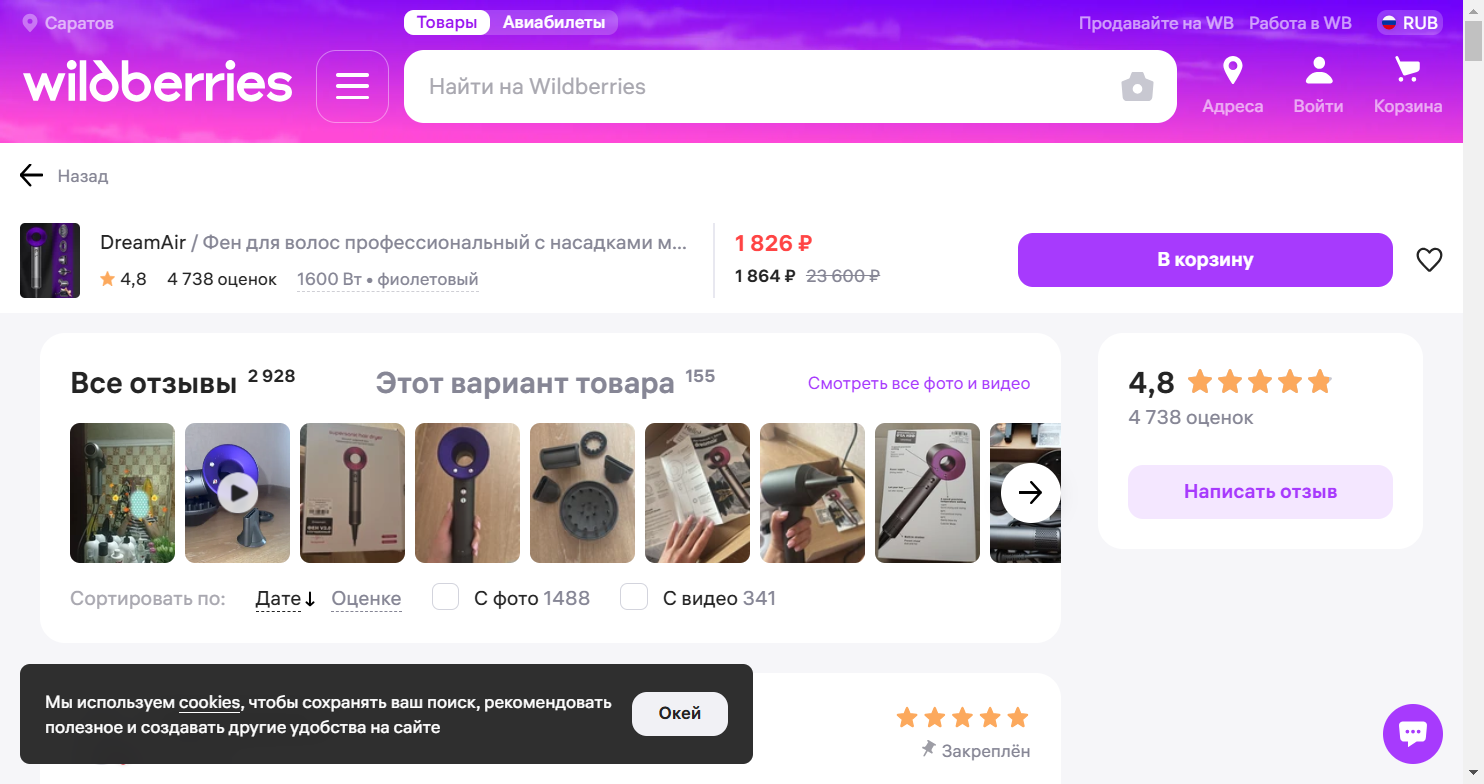 Саратов
Товары Авиабилеты
Продавайте на WB Работа в WB RUB
wildberries
Найти на Wildberries
Адреса Войти Корзина
Назад
DreamAir / Фен для волос профессиональный с насадками м...
4,8 4 738 оценок 1600 Вт • фиолетовый
1 826 ₽
1 864 ₽ 23 600 ₽
В корзину
Все отзывы 2 928
Этот вариант товара 155
Смотреть все фото и видео
4,8
4 738 оценок
Написать отзыв
Сортировать по: Дате Оценке С фото 1488 С видео 341
Мы используем cookies, чтобы сохранять ваш поиск, рекомендовать
полезное и создавать другие удобства на сайте
Окей
Закреплён